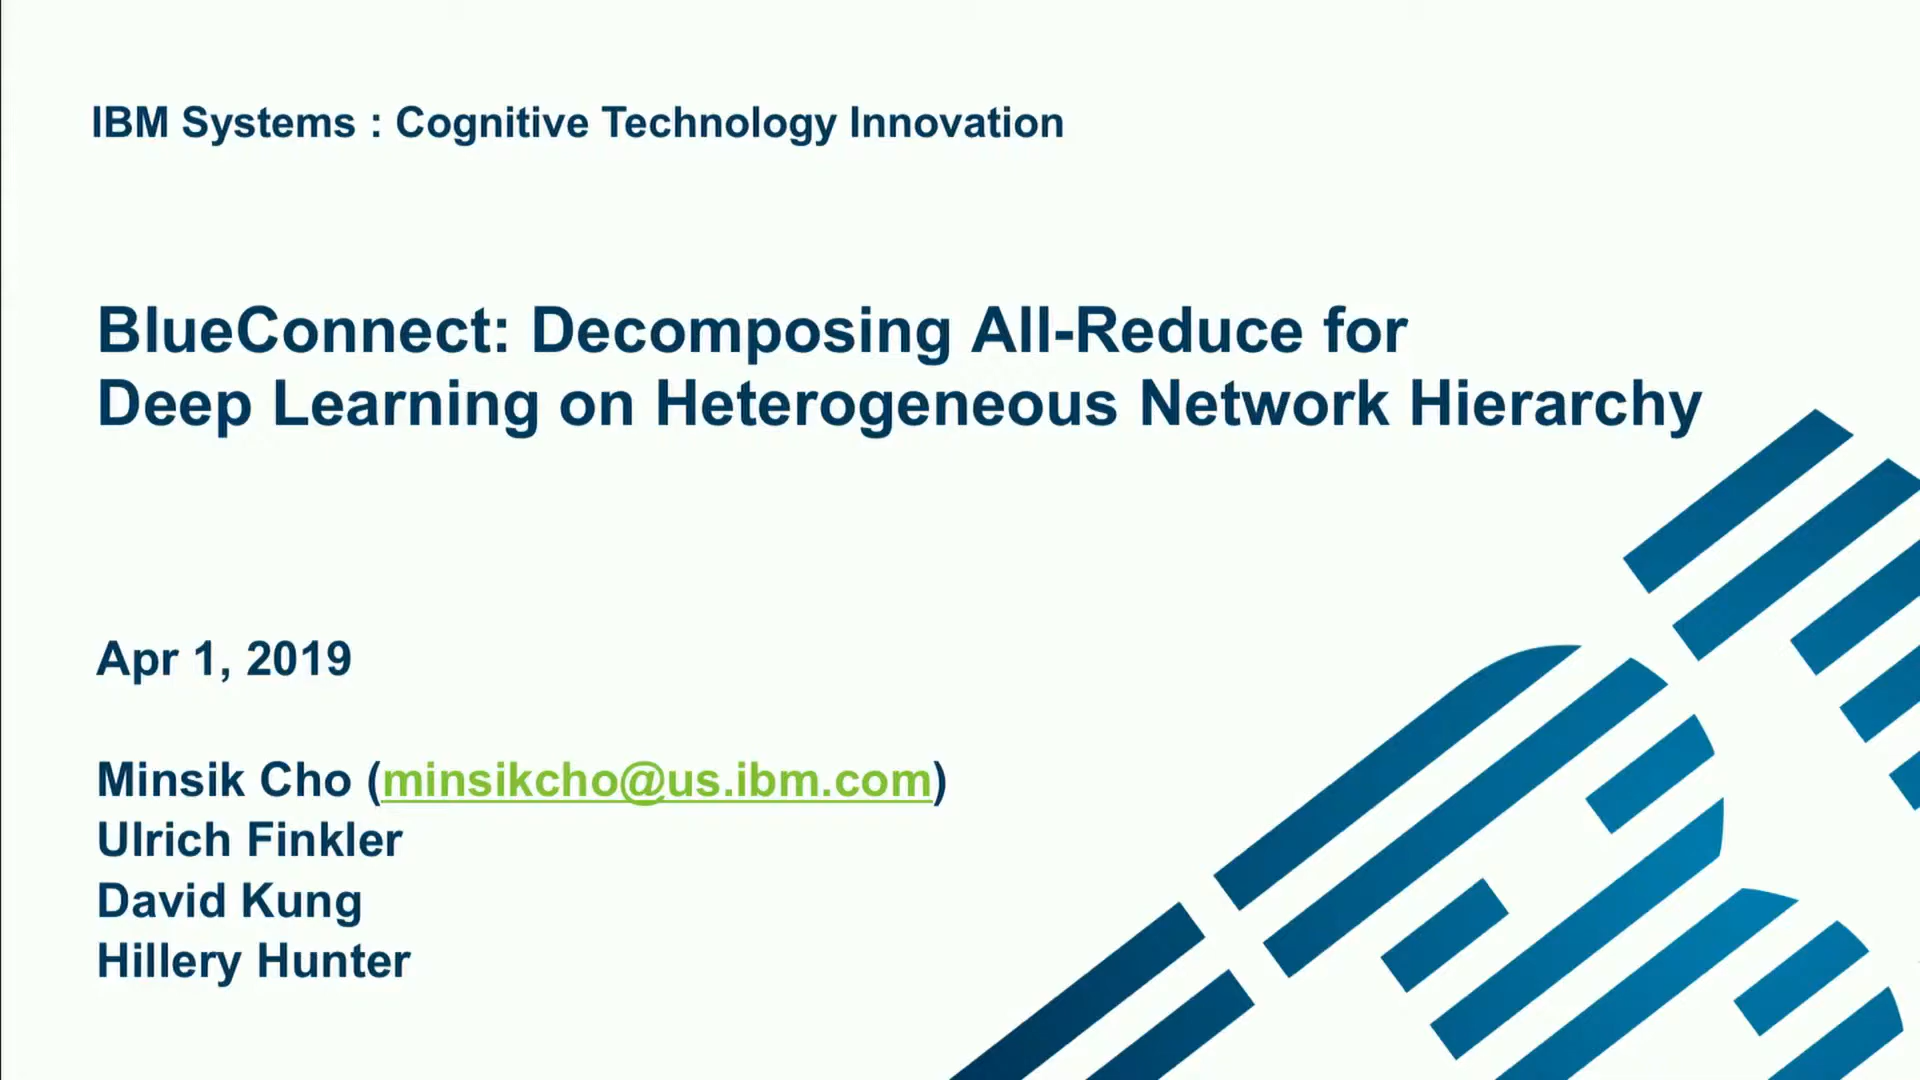 IBM Systems : Cognitive Technology Innovation
BlueConnect: Decomposing All-Reduce for
Deep Learning on Heterogeneous Network Hierarchy
Apr 1, 2019
Minsik Cho (minsikcho@us.ibm.com)
Ulrich Finkler
David Kung
Hillery Hunter